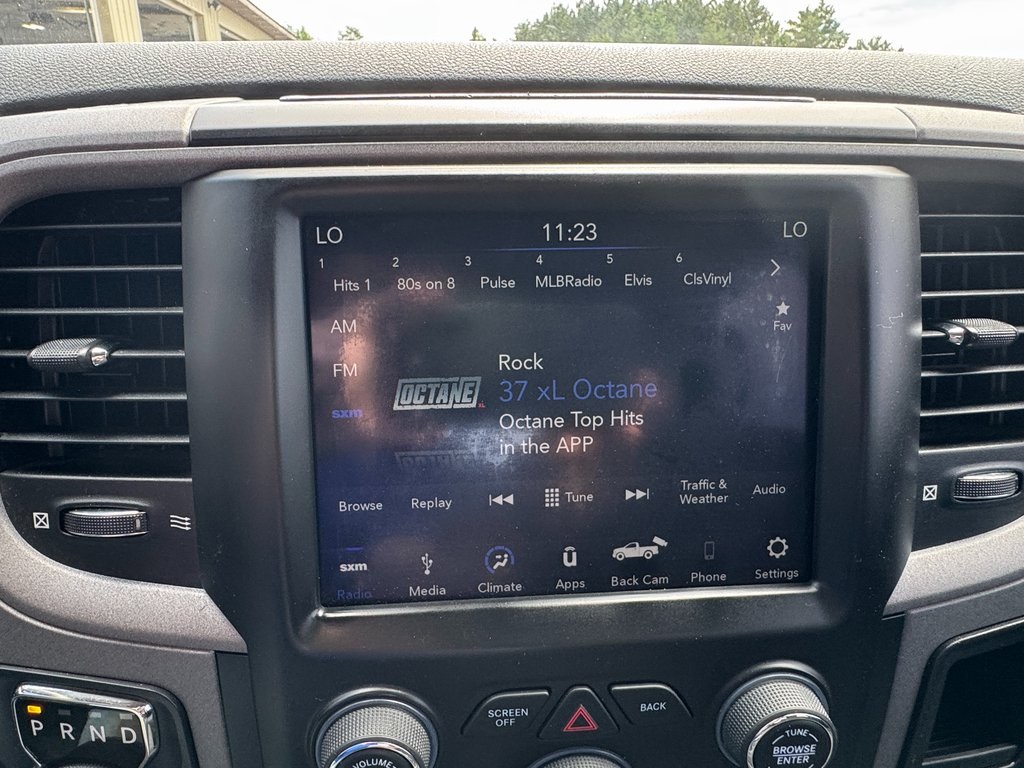 LO 11:23 LO
1 2 3 4 5 6
Hits 1 80s on 8 Pulse MLBRadio Elvis ClsVinyl
AM
Fav
FM
sxm
OCTANE xL
Rock
37 xL Octane
Octane Top Hits
in the APP
Browse Replay Tune Traffic & Weather Audio
sxm
Radio Media Climate Apps Back Cam Phone Settings
P R N D
SCREEN OFF
BACK
VOLUME
TUNE
BROWSE
ENTER